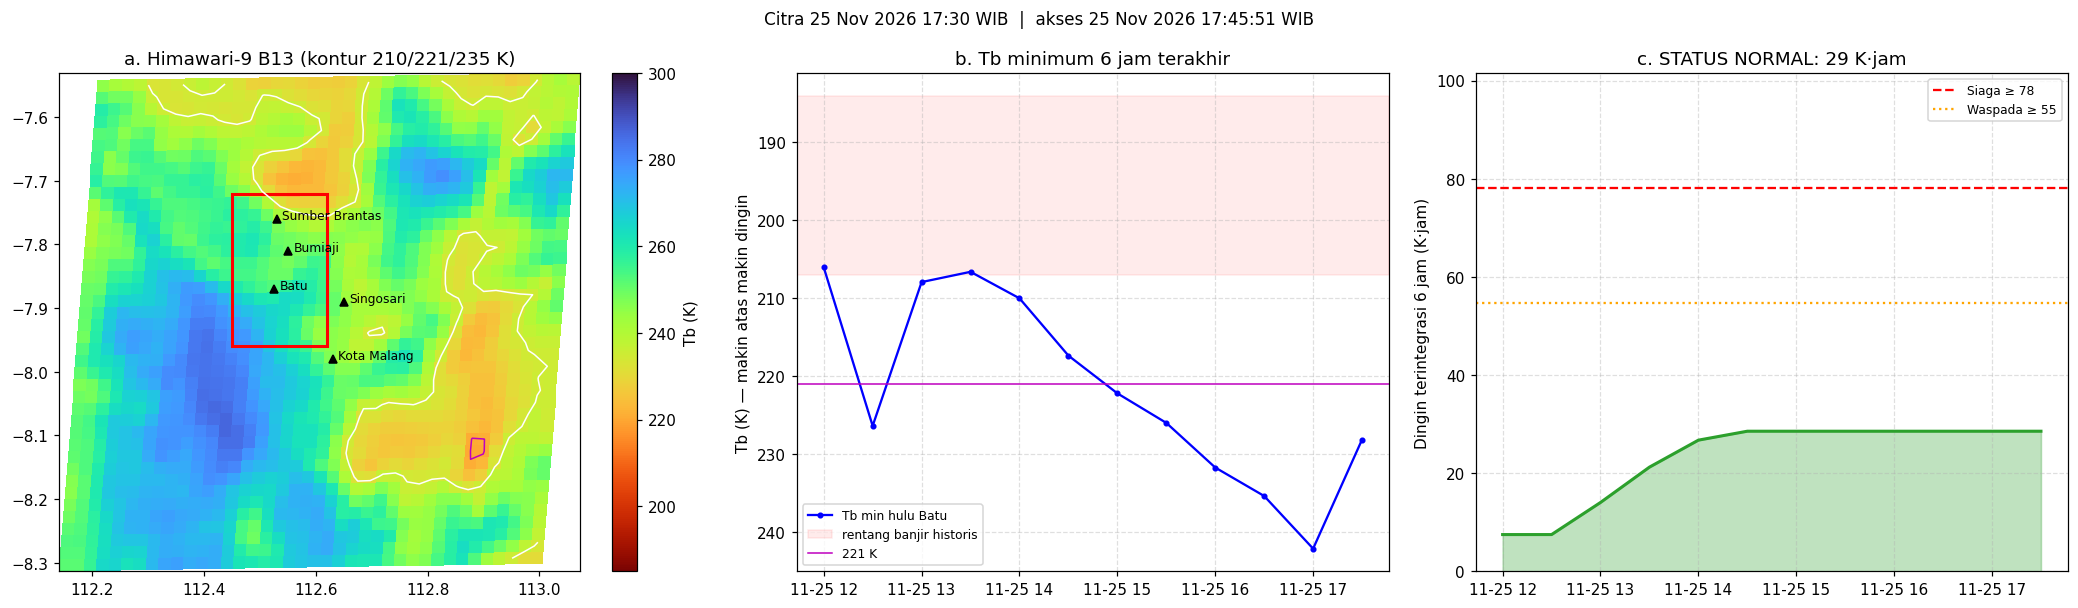 Citra 25 Nov 2026 17:30 WIB | akses 25 Nov 2026 17:45:51 WIB
a. Himawari-9 B13 (kontur 210/221/235 K)
−7.6
−7.7
−7.8
−7.9
−8.0
−8.1
−8.2
−8.3
112.2
112.4
112.6
112.8
113.0
Sumber Brantas
Bumiaji
Batu
Singosari
Kota Malang
300
280
260
240
220
200
Tb (K)
b. Tb minimum 6 jam terakhir
Tb (K) — makin atas makin dingin
190
200
210
220
230
240
Tb min hulu Batu
rentang banjir historis
221 K
11-25 12
11-25 13
11-25 14
11-25 15
11-25 16
11-25 17
c. STATUS NORMAL: 29 K·jam
Dingin terintegrasi 6 jam (K·jam)
100
80
60
40
20
0
Siaga ≥ 78
Waspada ≥ 55
11-25 12
11-25 13
11-25 14
11-25 15
11-25 16
11-25 17